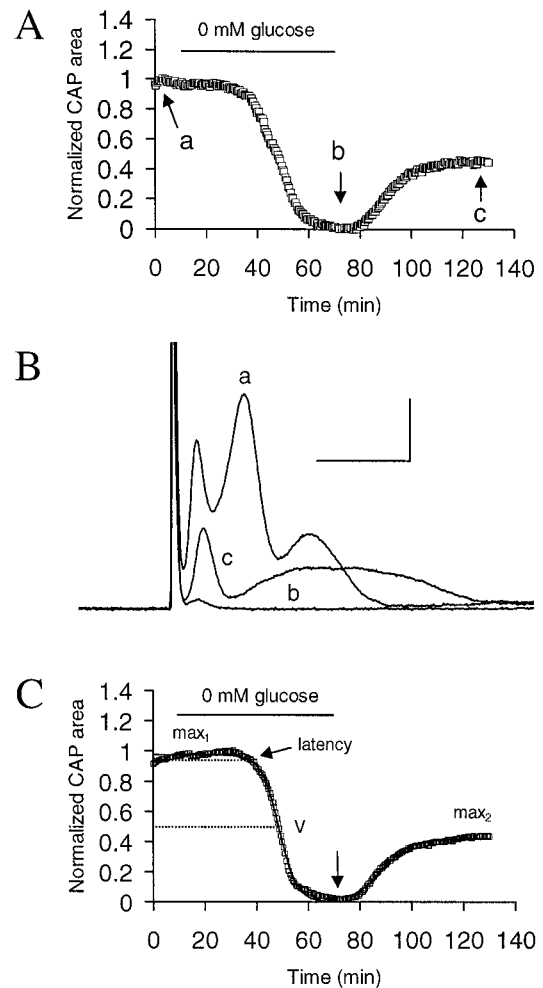 A
Normalized CAP area
1.4
1.2
1
0.8
0.6
0.4
0.2
0
0 mM glucose
a
b
c
0 20 40 60 80 100 120 140
Time (min)
B
a
c
b
C
Normalized CAP area
1.4
1.2
1
0.8
0.6
0.4
0.2
0
0 mM glucose
max1
latency
V
max2
0 20 40 60 80 100 120 140
Time (min)